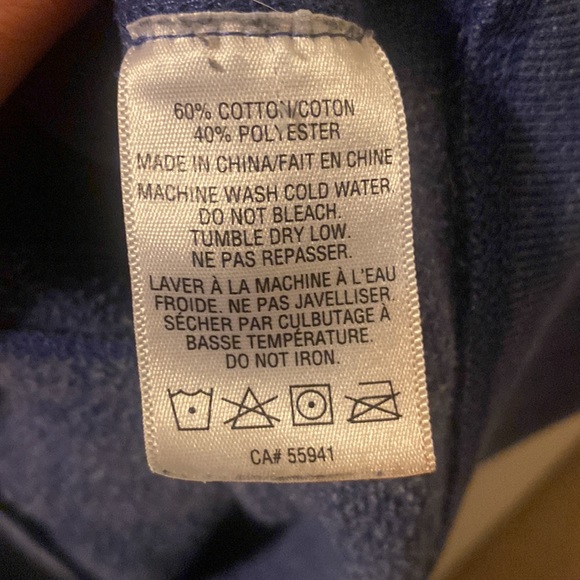 60% COTTON/COTON
40% POLYESTER
MADE IN CHINA/FAIT EN CHINE
MACHINE WASH COLD WATER.
DO NOT BLEACH.
TUMBLE DRY LOW.
NE PAS REPASSER.
LAVER À LA MACHINE À L'EAU
FROIDE. NE PAS JAVELLISER.
SÉCHER PAR CULBUTAGE À
BASSE TEMPÉRATURE.
DO NOT IRON.
CA# 55941